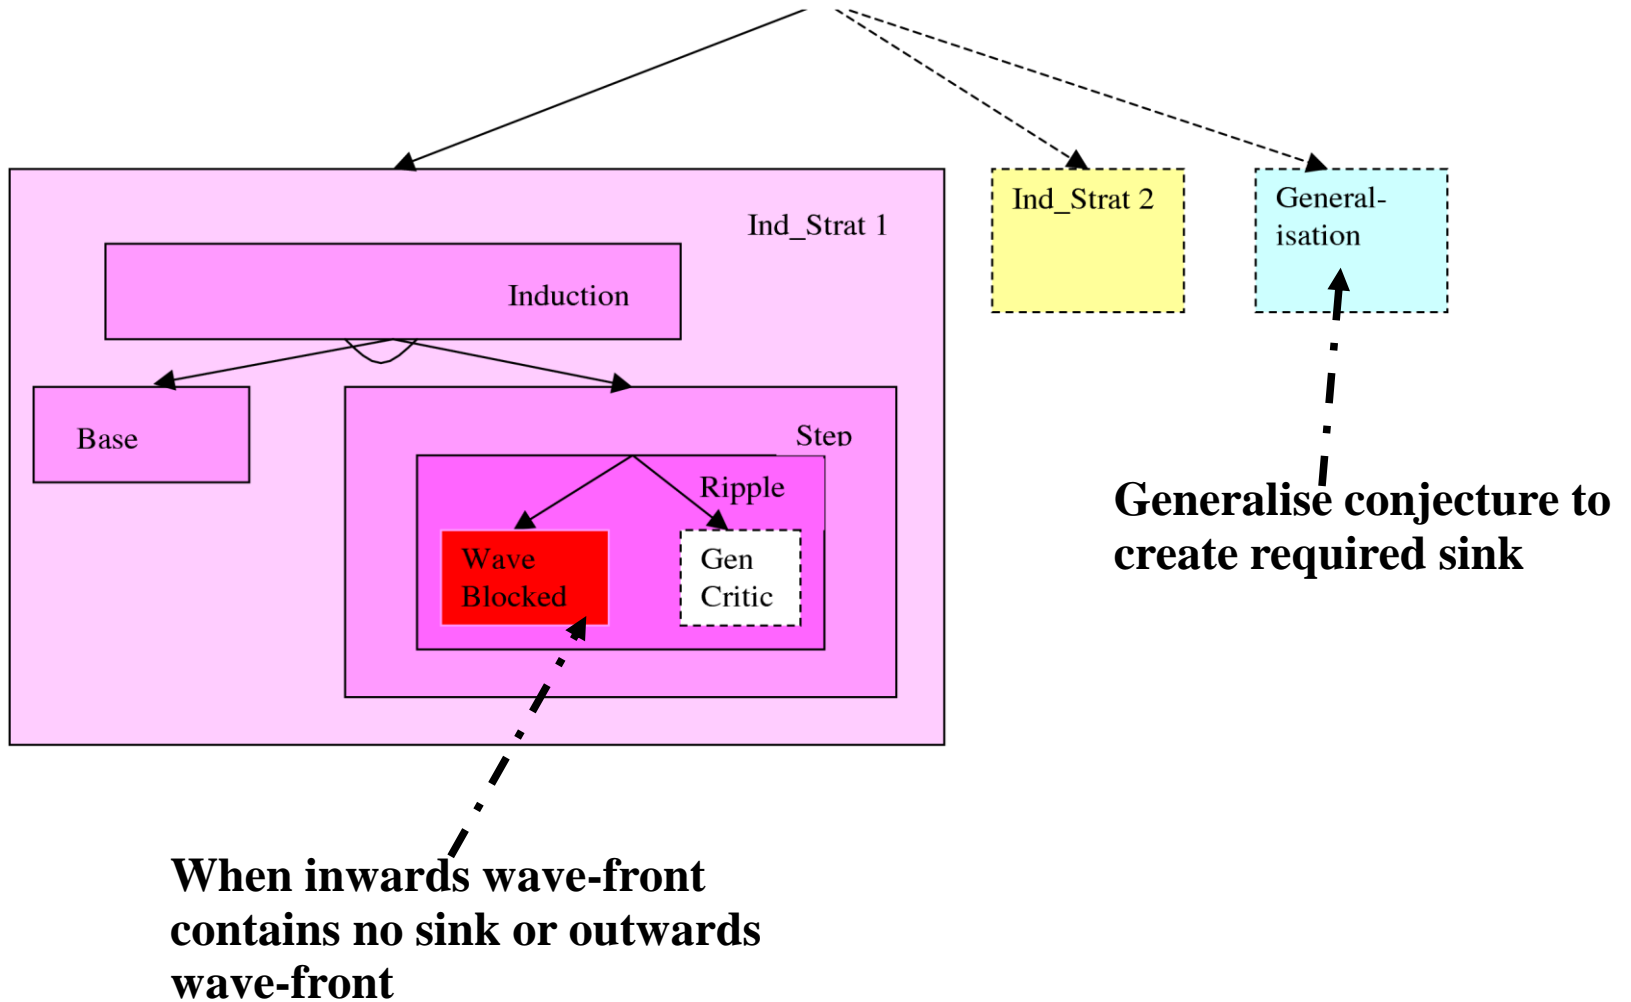 Ind_Strat 1
Induction
Base
Step
Ripple
Wave
Blocked
Gen
Critic
Ind_Strat 2
General-
isation
Generalise conjecture to
create required sink
When inwards wave-front
contains no sink or outwards
wave-front